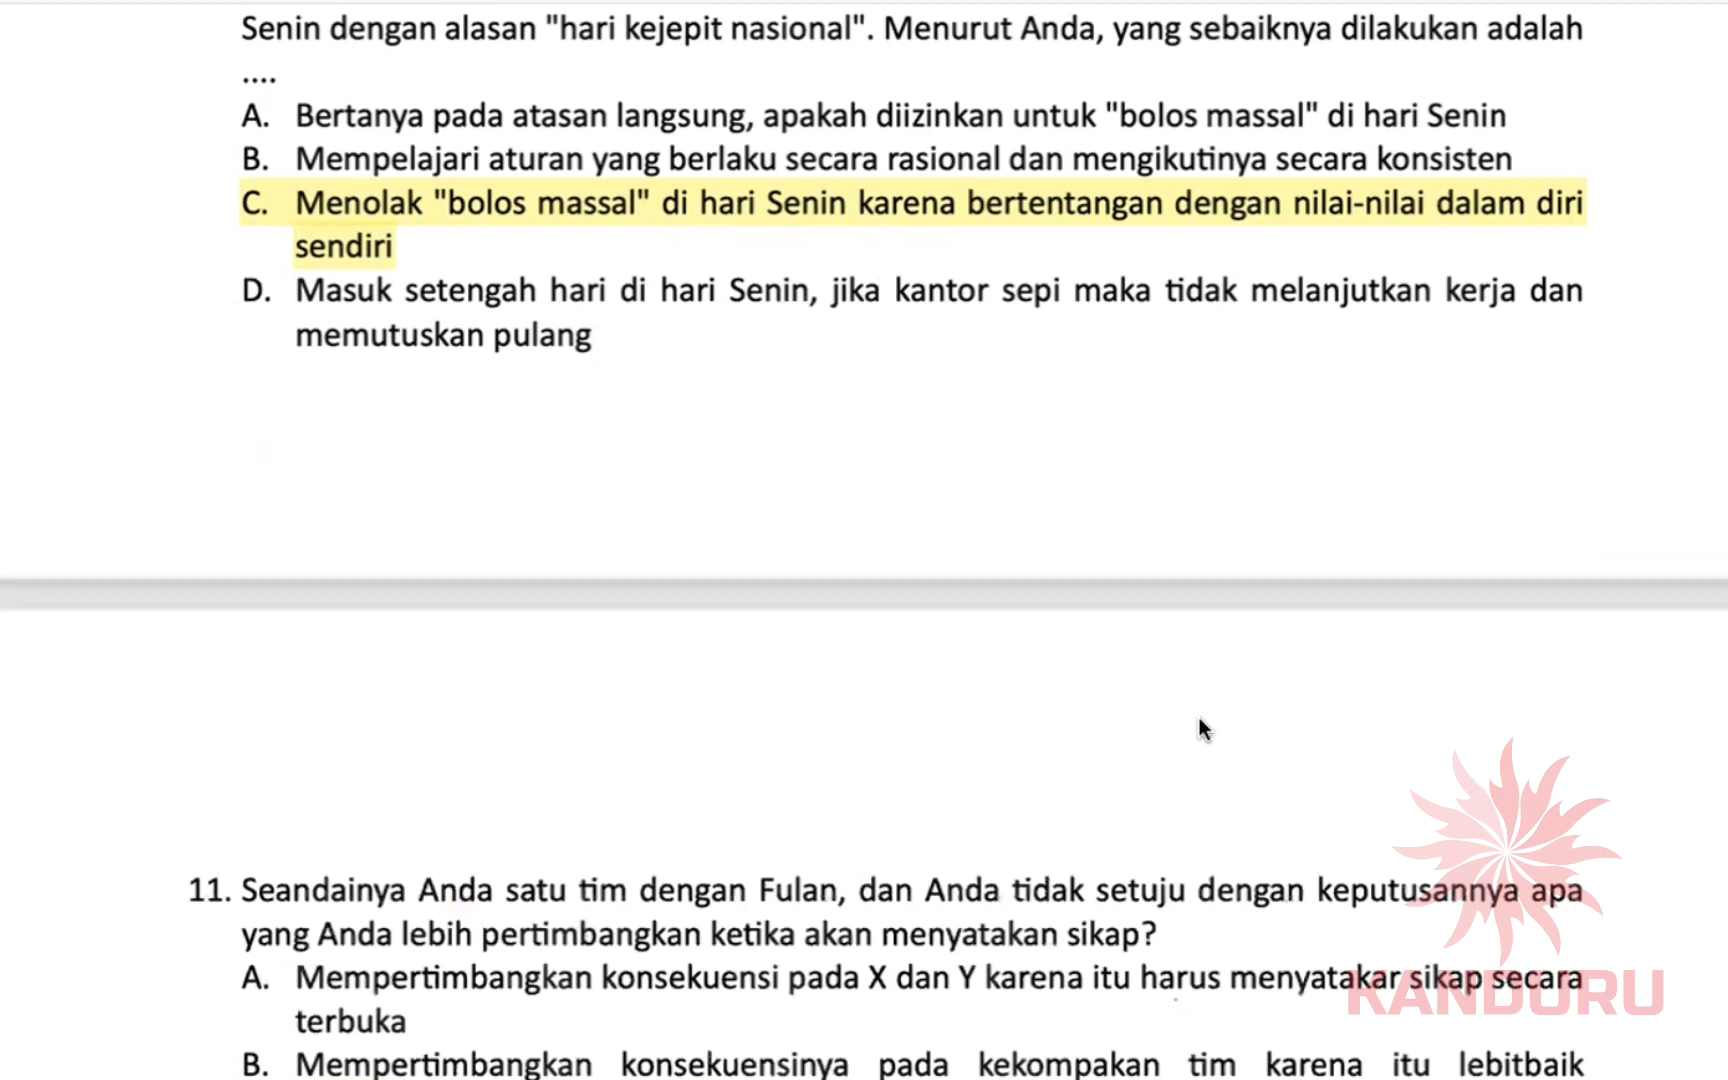 Senin dengan alasan "hari kejepit nasional". Menurut Anda, yang sebaiknya dilakukan adalah
....
A. Bertanya pada atasan langsung, apakah diizinkan untuk "bolos massal" di hari Senin
B. Mempelajari aturan yang berlaku secara rasional dan mengikutinya secara konsisten
C. Menolak "bolos massal" di hari Senin karena bertentangan dengan nilai-nilai dalam diri
sendiri
D. Masuk setengah hari di hari Senin, jika kantor sepi maka tidak melanjutkan kerja dan
memutuskan pulang
11. Seandainya Anda satu tim dengan Fulan, dan Anda tidak setuju dengan keputusannya apa
yang Anda lebih pertimbangkan ketika akan menyatakan sikap?
A. Mempertimbangkan konsekuensi pada X dan Y karena itu harus menyatakar sikap secara
terbuka
B. Mempertimbangkan konsekuensinya pada kekompakan tim karena itu lebitbaik
KANDURU